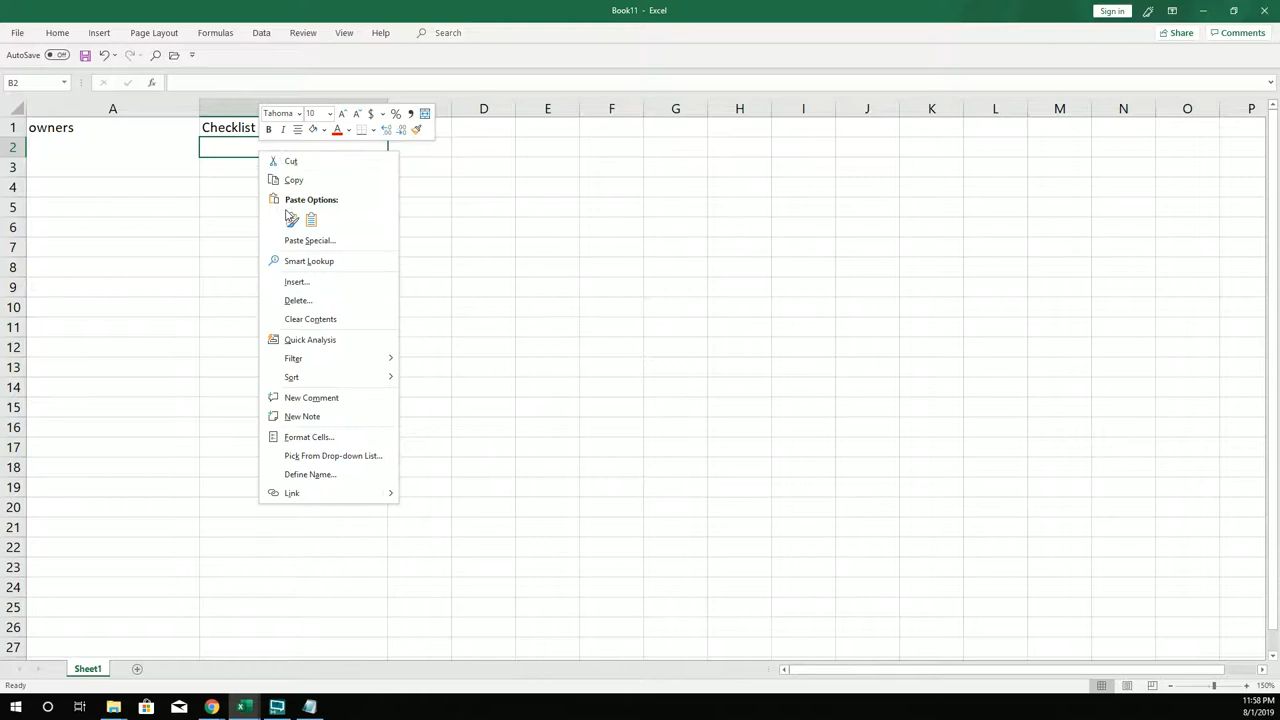 Book11 - Excel
Sign in
File Home Insert Page Layout Formulas Data Review View Help Search
Share Comments
AutoSave Off
B2 fx
A D E F G H I J K L M N O P
Tahoma 10 A A $ % ,
B I A
1 owners Checklist
2
3
4
5
6
7
8
9
10
11
12
13
14
15
16
17
18
19
20
21
22
23
24
25
26
27
Cut
Copy
Paste Options:
Paste Special...
Smart Lookup
Insert...
Delete...
Clear Contents
Quick Analysis
Filter
Sort
New Comment
New Note
Format Cells...
Pick From Drop-down List...
Define Name...
Link
Sheet1
Ready
150%
11:58 PM
8/1/2019